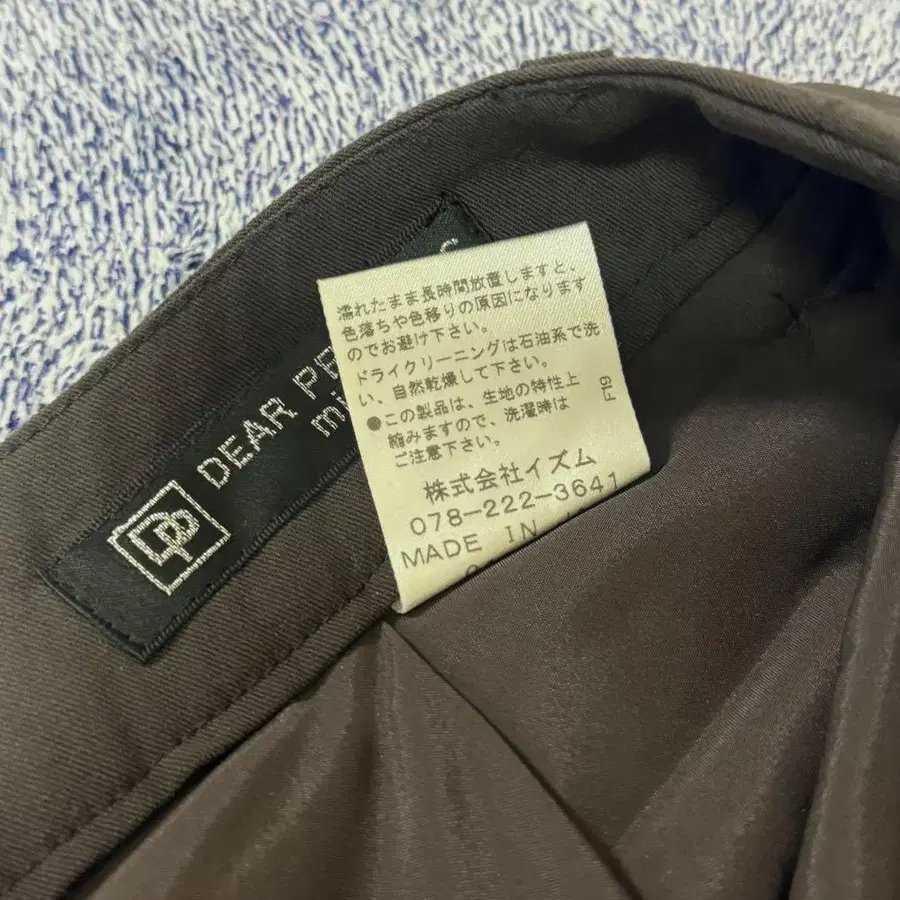 DP
DEAR
濡れたまま長時間放置しますと、
色落ちや色移りの原因になります
のでお避け下さい。
ドライクリーニングは石油系で洗
い、自然乾燥して下さい。
●この製品は、生地の特性上
縮みますので、洗濯時は
ご注意下さい。
F19
株式会社イズム
078-222-3641
MADE IN